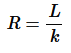 R = L/k